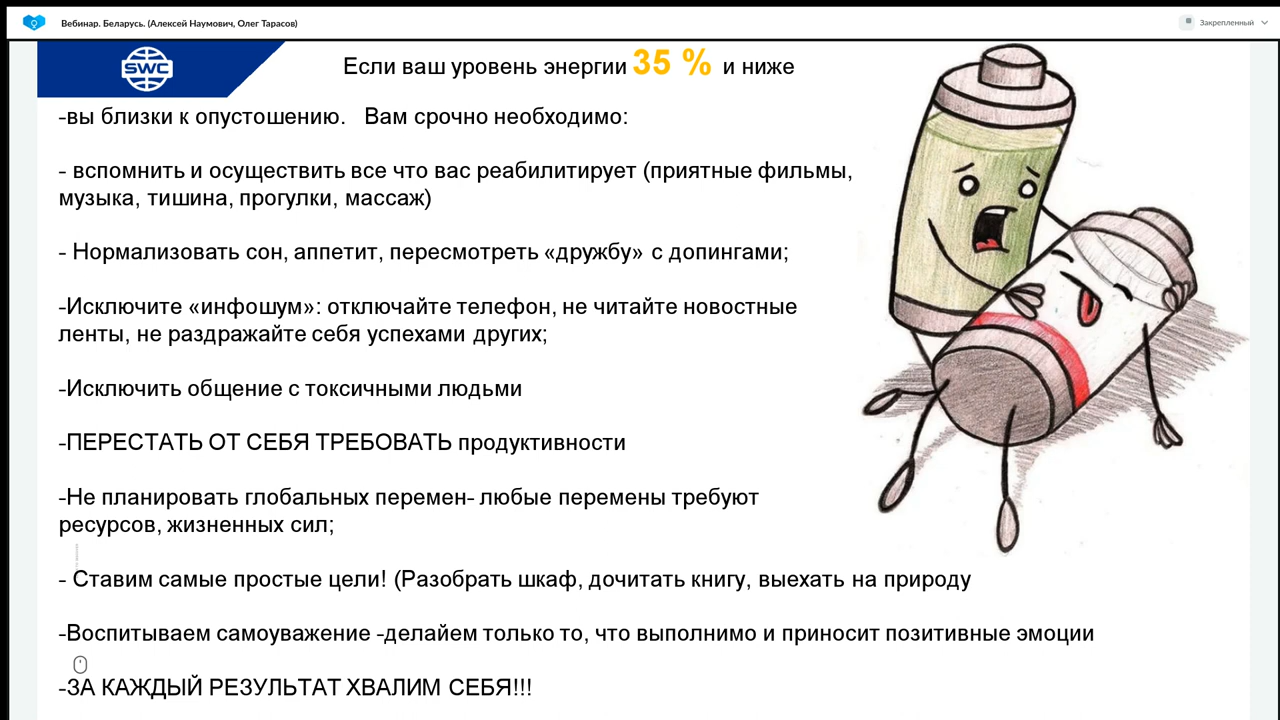 Вебинар. Беларусь. (Алексей Наумович, Олег Тарасов)
Закрепленный
SWC
Если ваш уровень энергии 35 % и ниже
-вы близки к опустошению. Вам срочно необходимо:
- вспомнить и осуществить все что вас реабилитирует (приятные фильмы,
музыка, тишина, прогулки, массаж)
- Нормализовать сон, аппетит, пересмотреть «дружбу» с допингами;
-Исключите «инфошум»: отключайте телефон, не читайте новостные
ленты, не раздражайте себя успехами других;
-Исключить общение с токсичными людьми
-ПЕРЕСТАТЬ ОТ СЕБЯ ТРЕБОВАТЬ продуктивности
-Не планировать глобальных перемен- любые перемены требуют
ресурсов, жизненных сил;
- Ставим самые простые цели! (Разобрать шкаф, дочитать книгу, выехать на природу
-Воспитываем самоуважение -делайем только то, что выполнимо и приносит позитивные эмоции
-ЗА КАЖДЫЙ РЕЗУЛЬТАТ ХВАЛИМ СЕБЯ!!!